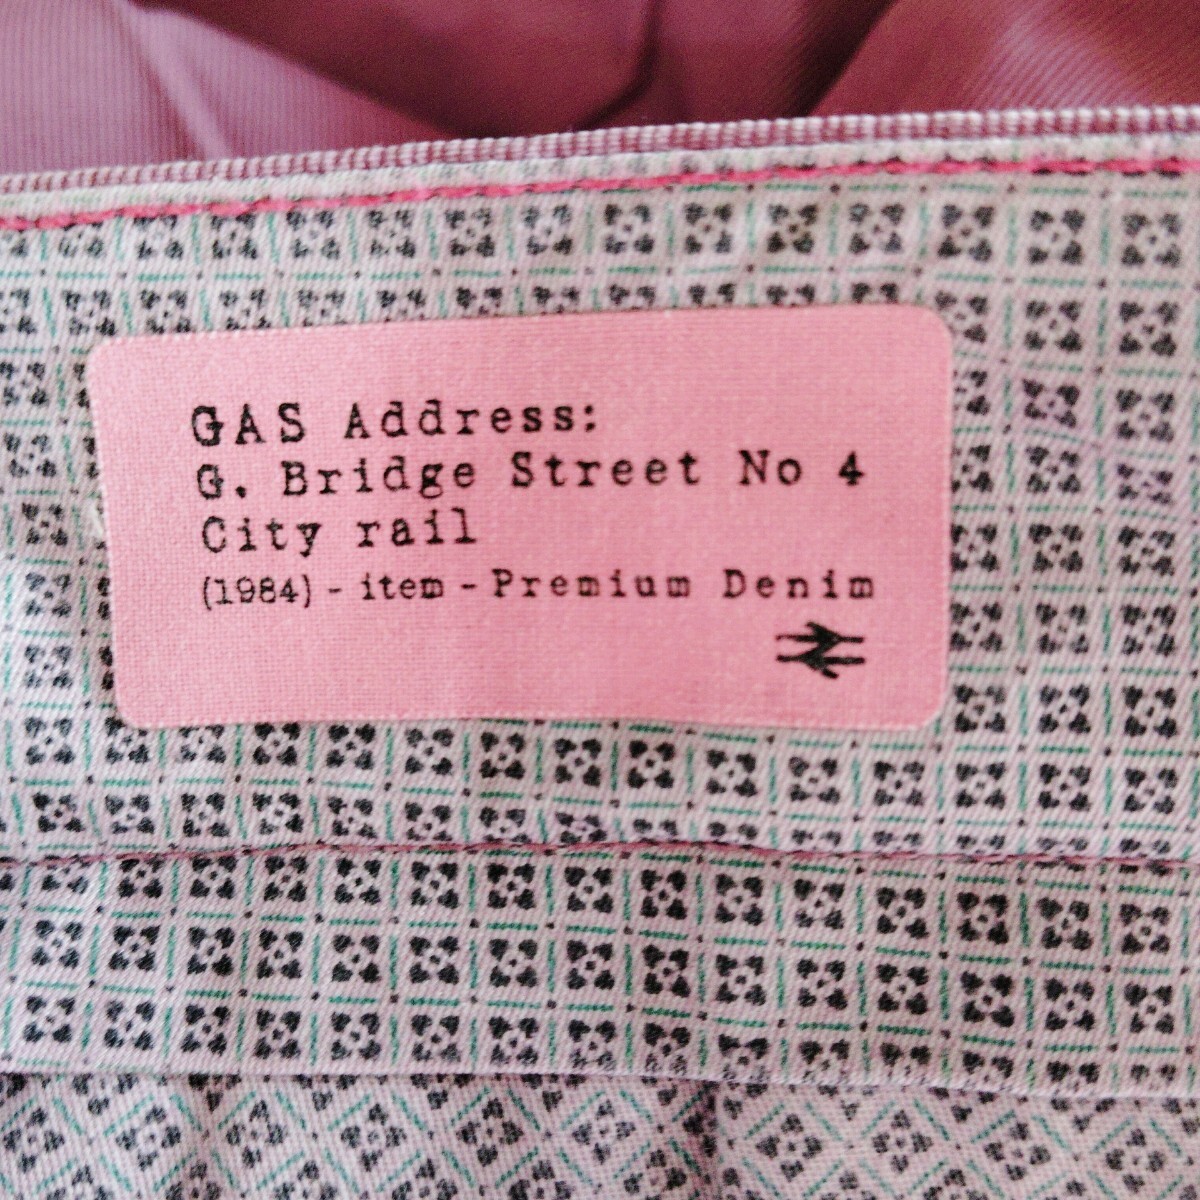 GAS Address:
G. Bridge Street No 4
City rail
(1984) - item - Premium Denim